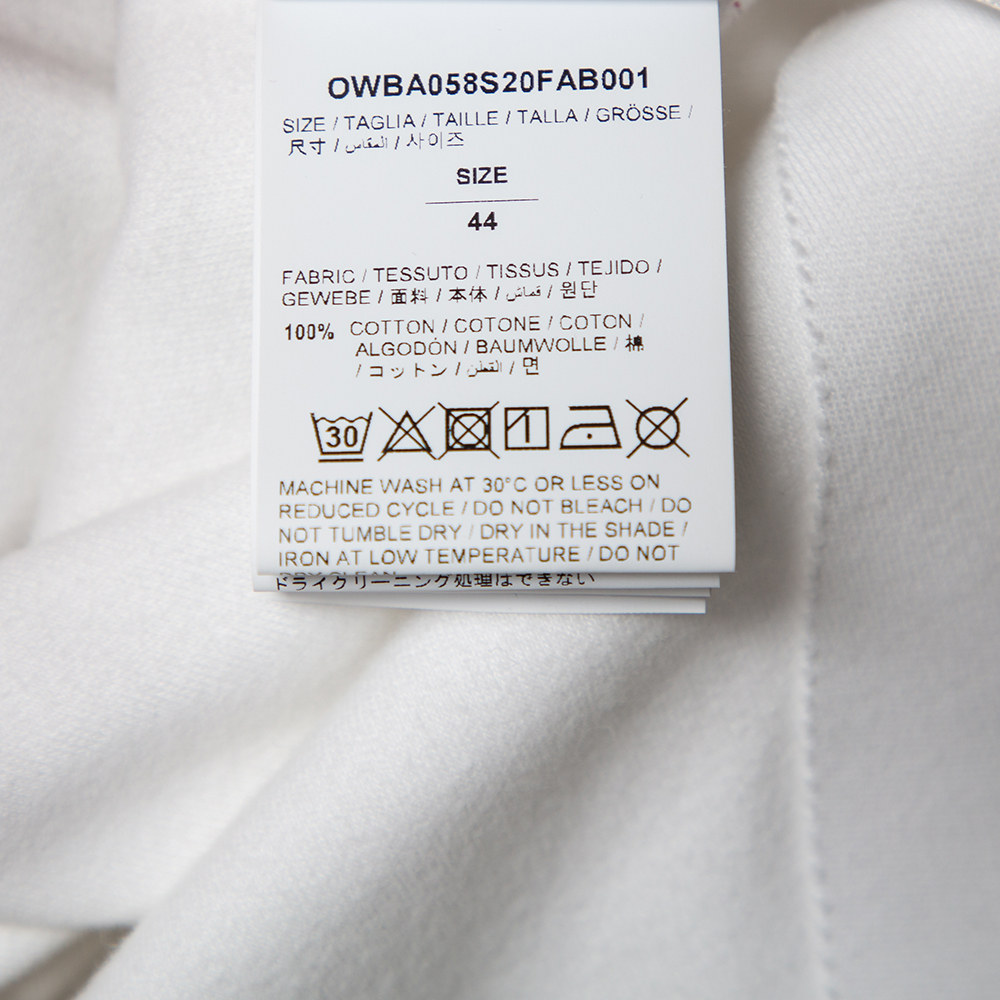 OWBA058S20FAB001
SIZE / TAGLIA / TAILLE / TALLA / GRÖSSE /
尺寸 / المقاس / 사이즈
SIZE
44
FABRIC / TESSUTO / TISSUS / TEJIDO /
GEWEBE / 面料 / 本体 / قماش / 원단
100% COTTON / COTONE / COTON /
ALGODÓN / BAUMWOLLE / 棉
/ コットン / القطن / 면
30
1
MACHINE WASH AT 30°C OR LESS ON
REDUCED CYCLE / DO NOT BLEACH / DO
NOT TUMBLE DRY / DRY IN THE SHADE /
IRON AT LOW TEMPERATURE / DO NOT
DRY CLEAN
ドライクリーニング処理はできない